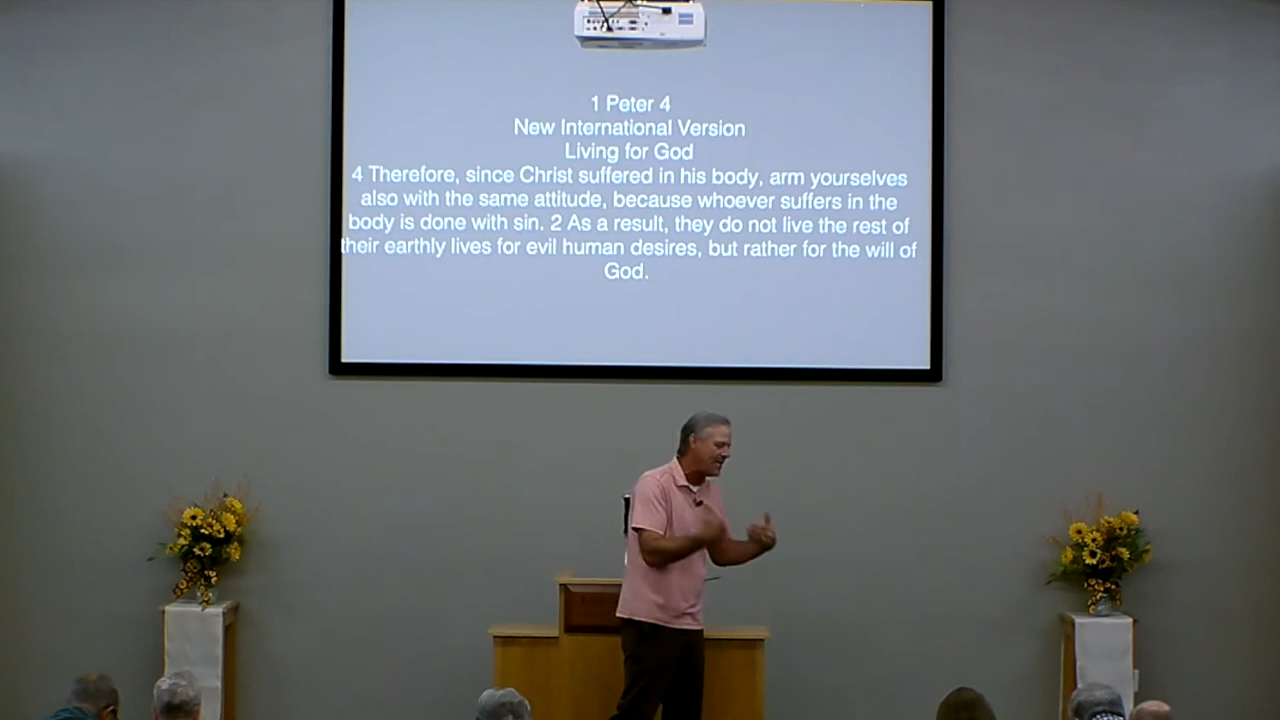 1 Peter 4
New International Version
Living for God
4 Therefore, since Christ suffered in his body, arm yourselves
also with the same attitude, because whoever suffers in the
body is done with sin. 2 As a result, they do not live the rest of
their earthly lives for evil human desires, but rather for the will of
God.